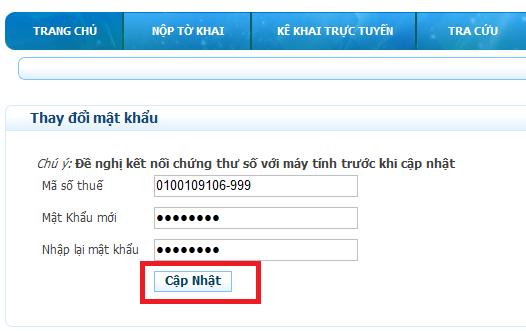 TRANG CHỦ
NỘP TỜ KHAI
KÊ KHAI TRỰC TUYẾN
TRA CỨU
Thay đổi mật khẩu
Chú ý: Đề nghị kết nối chứng thư số với máy tính trước khi cập nhật
Mã số thuế 0100109106-999
Mật Khẩu mới ●●●●●●●●
Nhập lại mật khẩu ●●●●●●●●
Cập Nhật